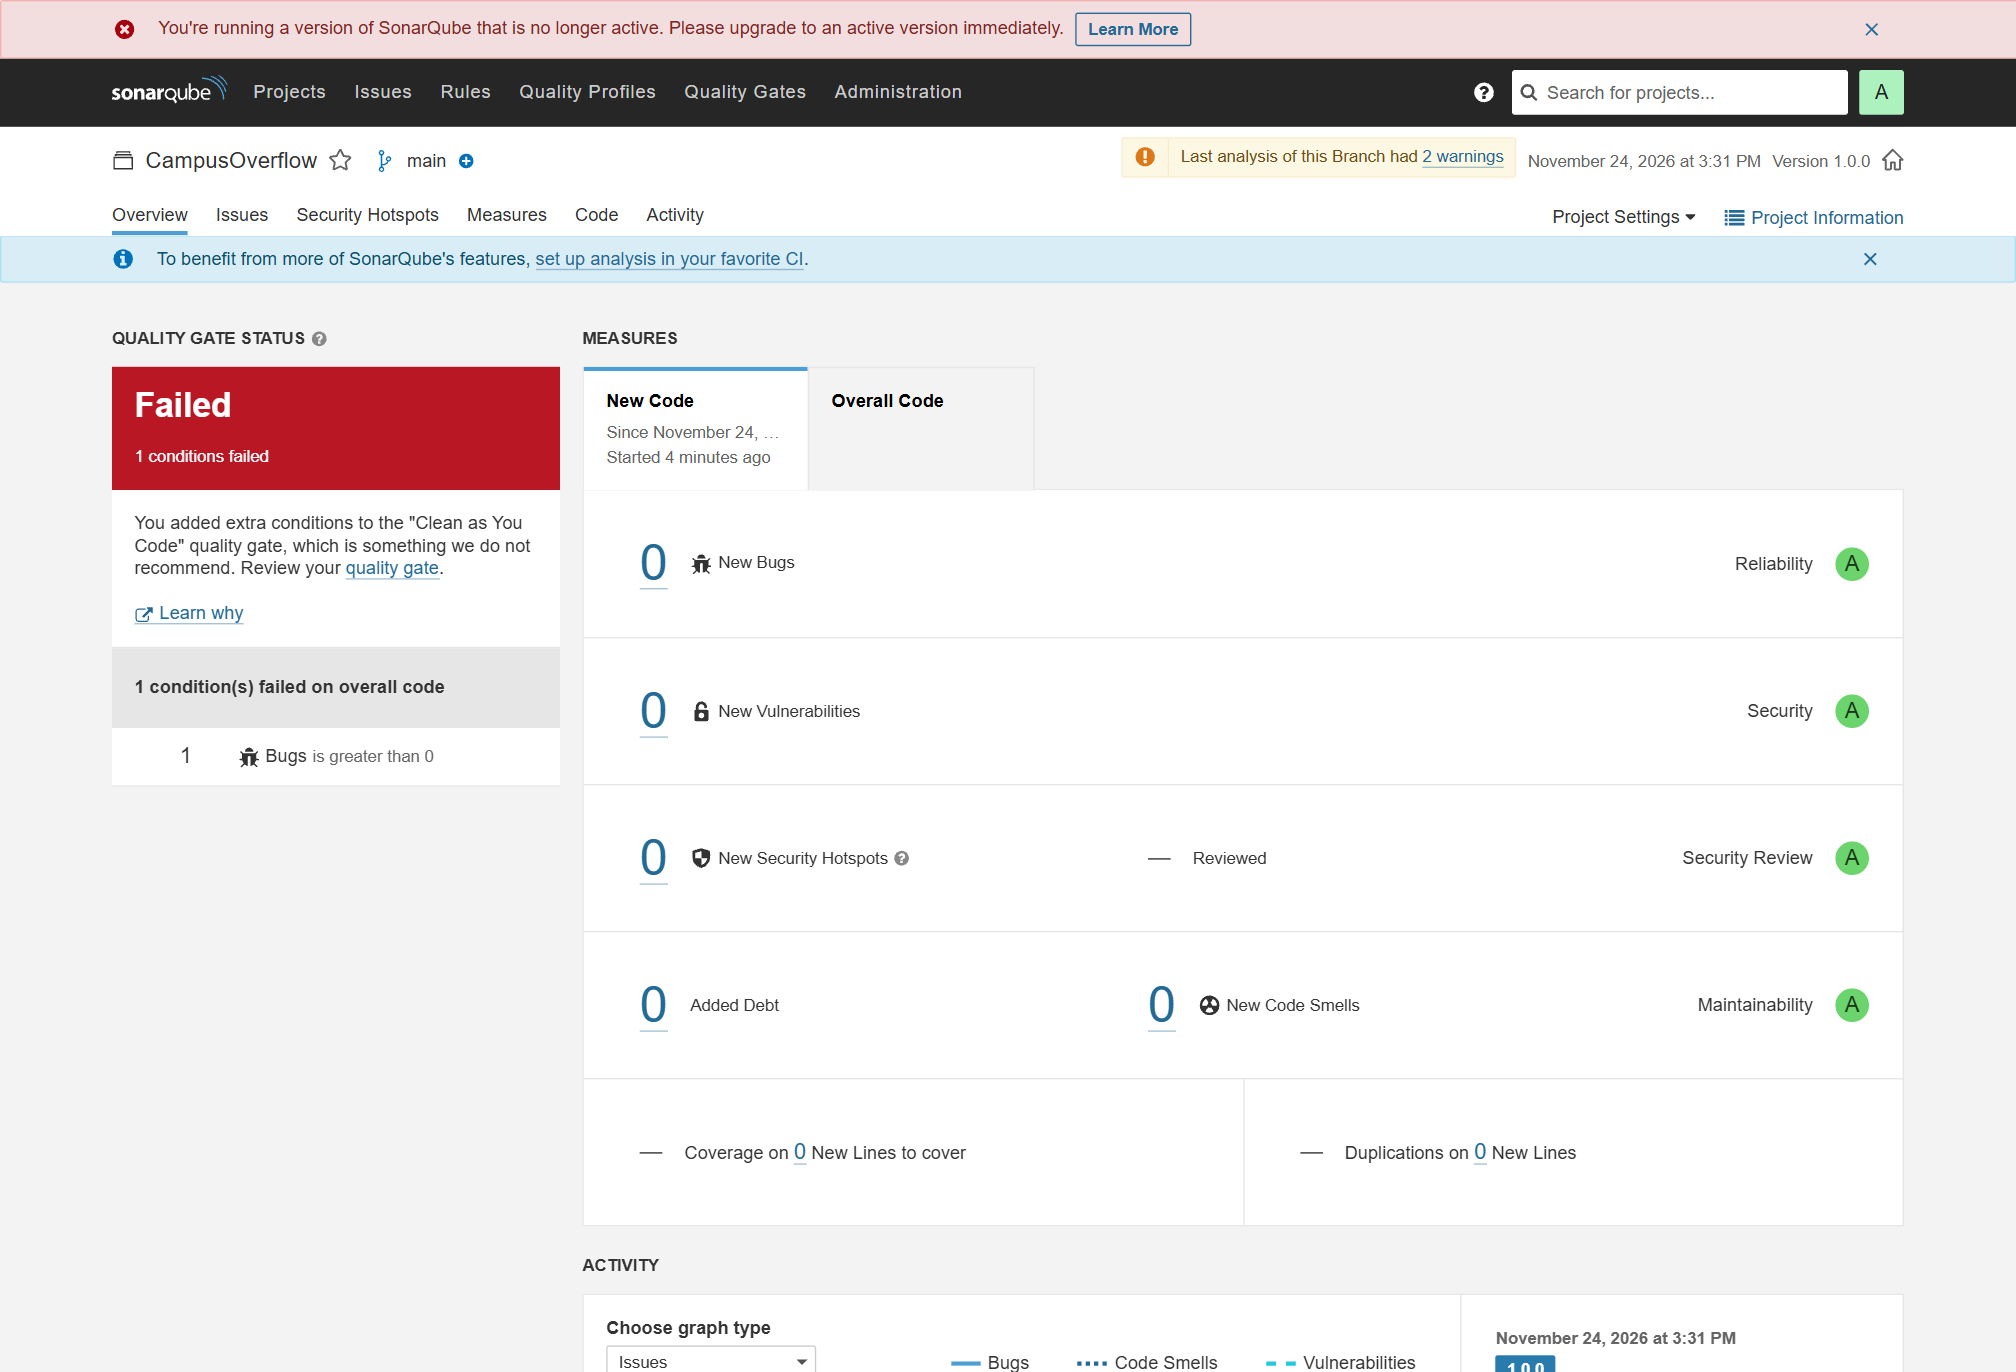 You're running a version of SonarQube that is no longer active. Please upgrade to an active version immediately. Learn More
sonarqube Projects Issues Rules Quality Profiles Quality Gates Administration Search for projects... A
CampusOverflow main Last analysis of this Branch had 2 warnings November 24, 2026 at 3:31 PM Version 1.0.0
Overview Issues Security Hotspots Measures Code Activity Project Settings Project Information
To benefit from more of SonarQube's features, set up analysis in your favorite CI.
QUALITY GATE STATUS
Failed
1 conditions failed
You added extra conditions to the "Clean as You
Code" quality gate, which is something we do not
recommend. Review your quality gate.
Learn why
1 condition(s) failed on overall code
1 Bugs is greater than 0
MEASURES
New Code
Since November 24, ...
Started 4 minutes ago
Overall Code
0 New Bugs Reliability A
0 New Vulnerabilities Security A
0 New Security Hotspots — Reviewed Security Review A
0 Added Debt 0 New Code Smells Maintainability A
— Coverage on 0 New Lines to cover — Duplications on 0 New Lines
ACTIVITY
Choose graph type
Issues Bugs Code Smells Vulnerabilities
November 24, 2026 at 3:31 PM
1.0.0